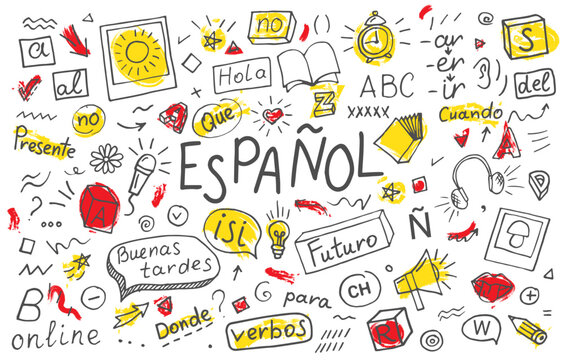 a
no
S
al
Hola
ABC
ar
er
ir
del
no
A
Que
Z
xxxxx
Cuando
A
Presente
ESPAÑOL
A
¡Sí
Ñ
Buenas
tardes
Futuro
B
online
Donde
verbos
para
CH
R
W